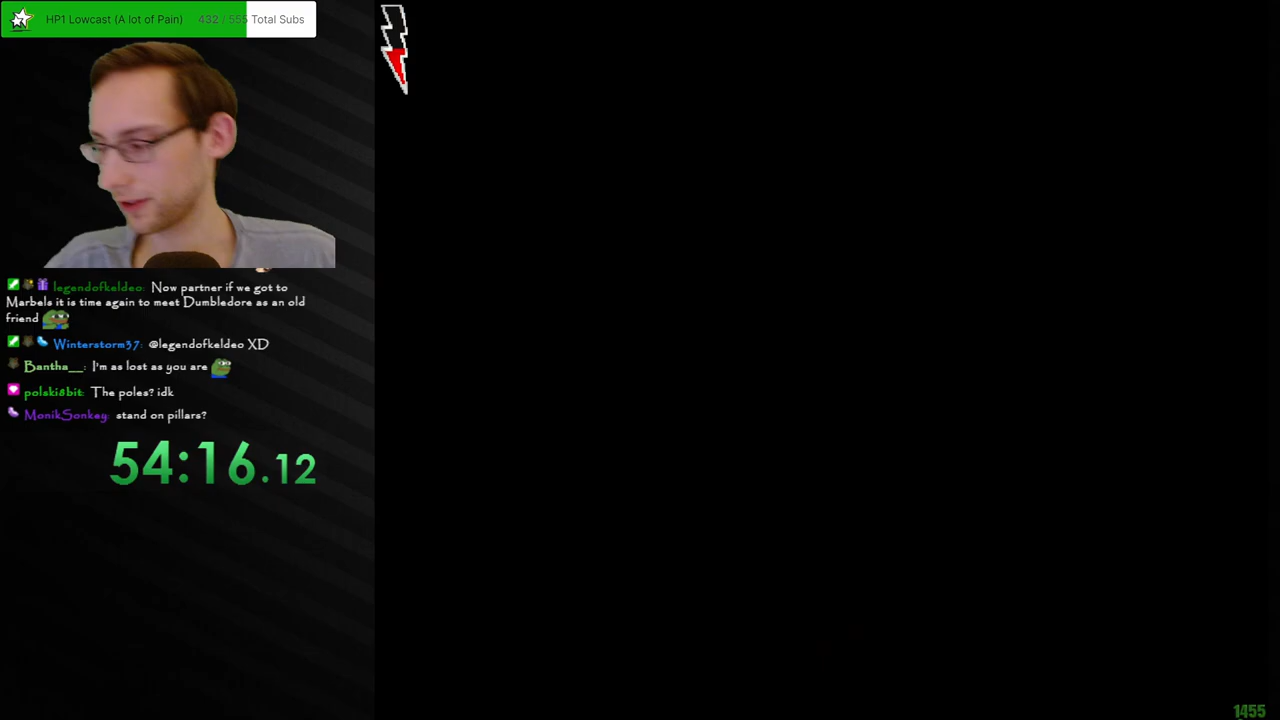 HP1 Lowcast (A lot of Pain) 432 / 555 Total Subs
legendofkeldeo: Now partner if we got to
Marbels it is time again to meet Dumbledore as an old
friend
Winterstorm37: @legendofkeldeo XD
Bantha__: I'm as lost as you are
polski8bit: The poles? idk
MonikSonkey: stand on pillars?
54:16.12
1455